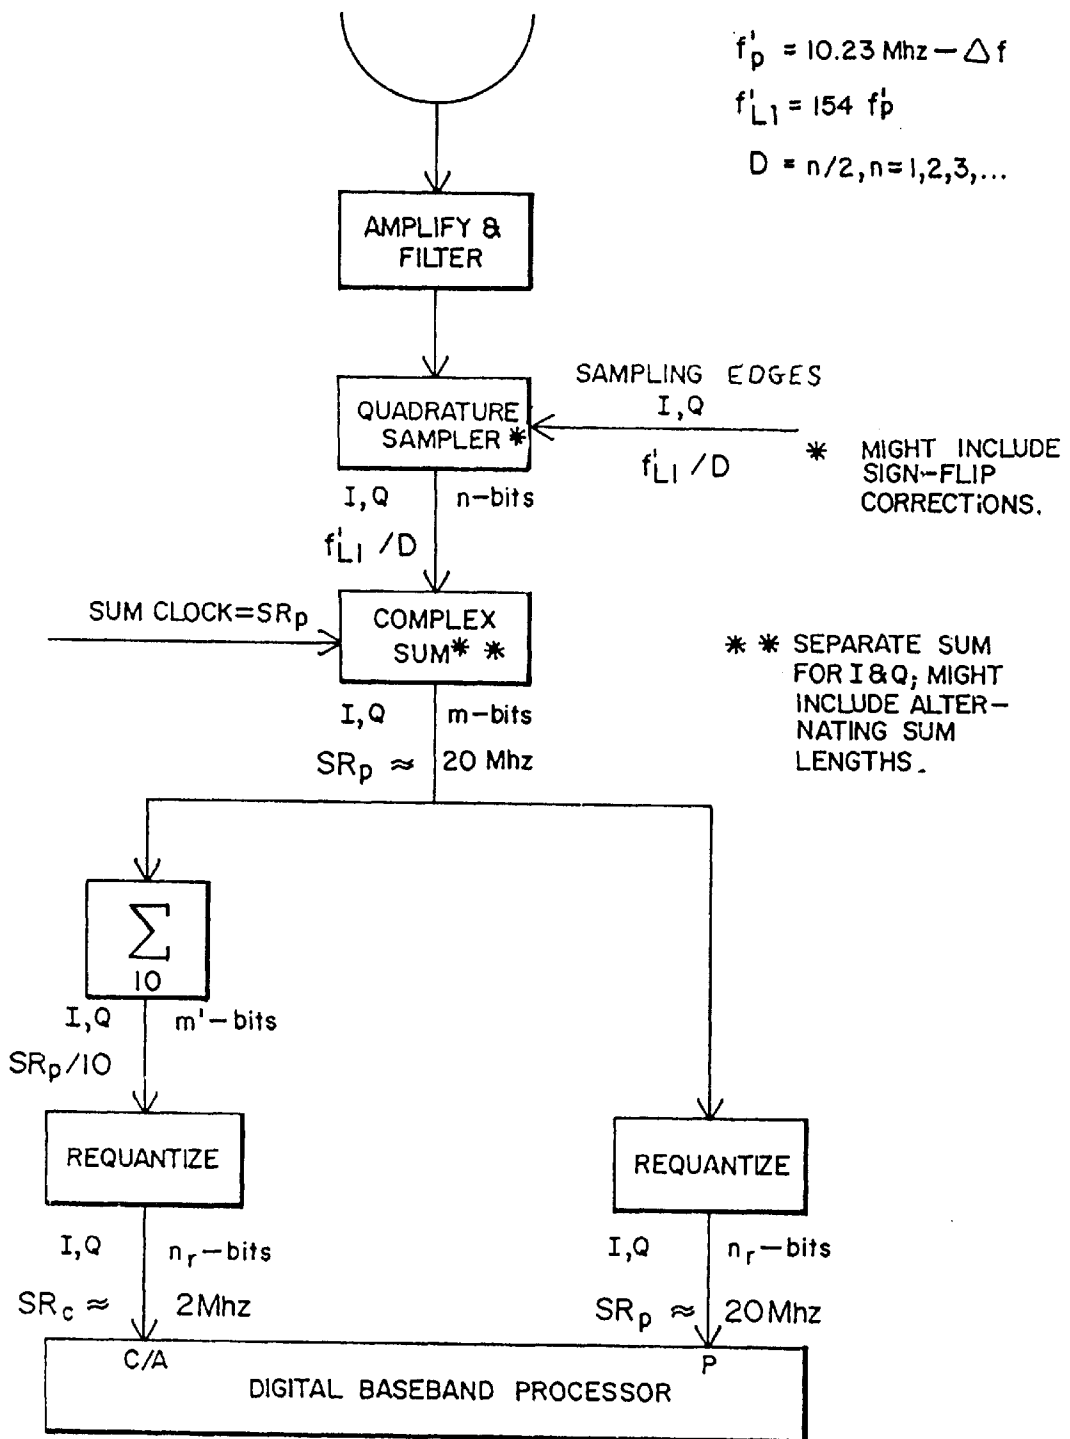 f'p = 10.23 Mhz − △f
f'L1 = 154 f'p
D = n/2, n = 1,2,3,...
AMPLIFY &
FILTER
SAMPLING EDGES
I,Q
f'L1 /D
QUADRATURE
SAMPLER *
* MIGHT INCLUDE
SIGN-FLIP
CORRECTIONS.
I,Q n-bits
f'L1 /D
SUM CLOCK=SRp
COMPLEX
SUM* *
* * SEPARATE SUM
FOR I&Q; MIGHT
INCLUDE ALTER-
NATING SUM
LENGTHS.
I,Q m-bits
SRp ≈ 20 Mhz
Σ
10
I,Q m'-bits
SRp/10
REQUANTIZE
REQUANTIZE
I,Q nr-bits
I,Q nr-bits
SRc ≈ 2Mhz
SRp ≈ 20Mhz
C/A
P
DIGITAL BASEBAND PROCESSOR